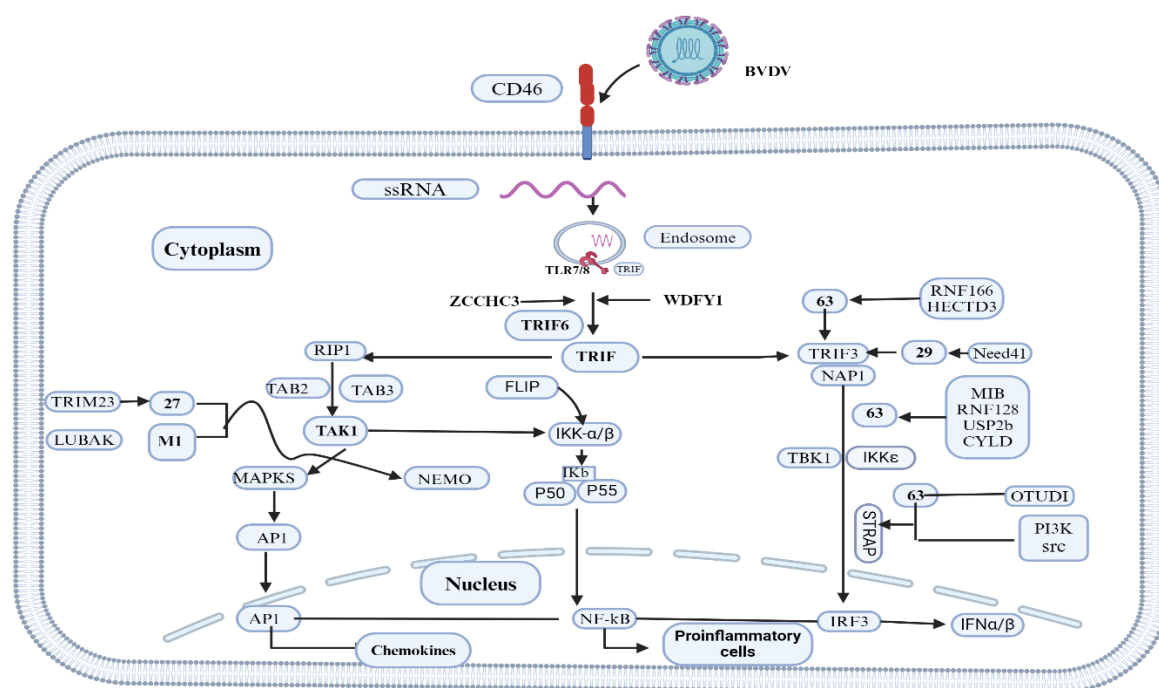 BVDV
CD46
ssRNA
Endosome
Cytoplasm
TLR7/8
TRIF
ZCCHC3
WDFY1
TRIF6
63
RNF166
HECTD3
RIP1
TRIF
TRIF3
29
Need41
NAP1
TAB2
TAB3
FLIP
TRIM23
27
63
MIB
RNF128
USP2b
CYLD
LUBAK
M1
TAK1
IKK-α/β
TBK1
IKKε
MAPKS
NEMO
IKb
P50
P55
63
OTUDI
STRAP
PI3K
src
AP1
Nucleus
AP1
NF-kB
IRF3
IFNα/β
Chemokines
Proinflammatory
cells